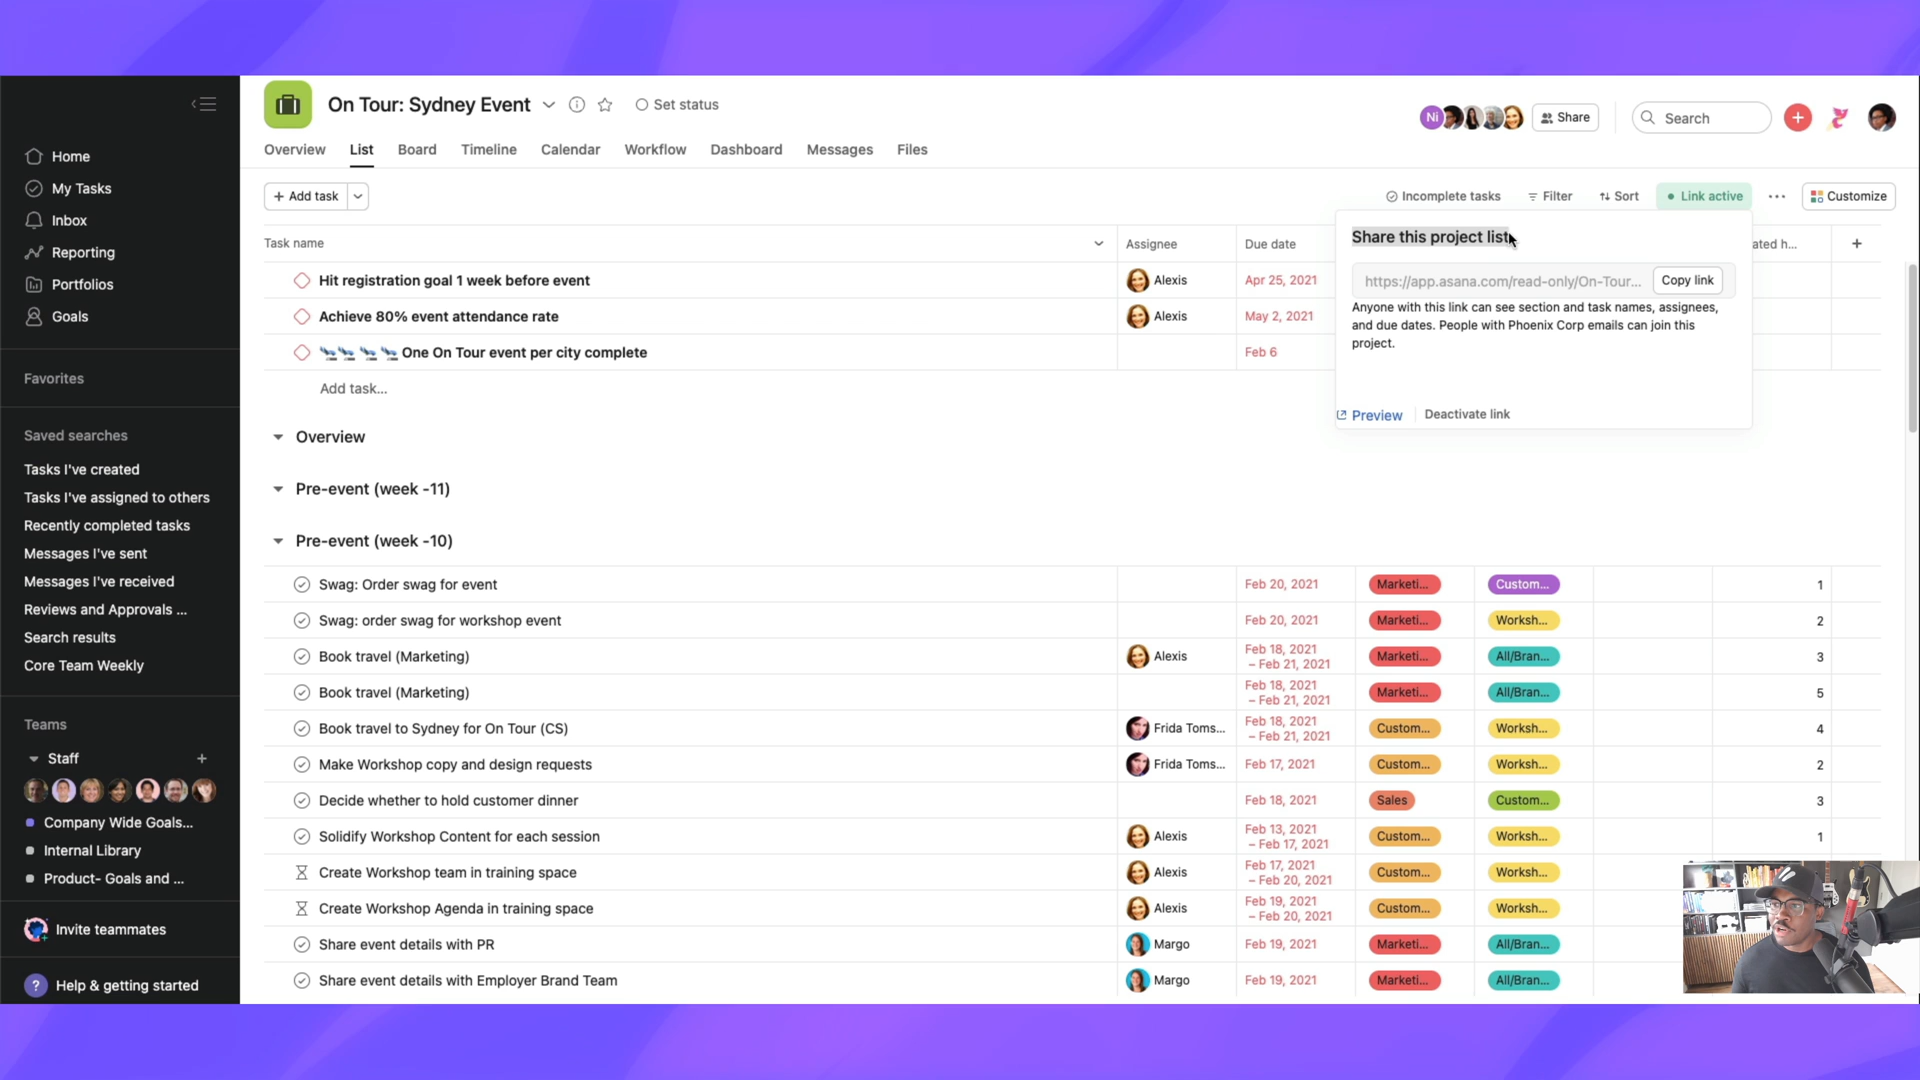 On Tour: Sydney Event
Set status
Ni
Share
Search
Overview
List
Board
Timeline
Calendar
Workflow
Dashboard
Messages
Files
Home
My Tasks
Inbox
Reporting
Portfolios
Goals
Favorites
Saved searches
Tasks I've created
Tasks I've assigned to others
Recently completed tasks
Messages I've sent
Messages I've received
Reviews and Approvals ...
Search results
Core Team Weekly
Teams
Staff
Company Wide Goals...
Internal Library
Product- Goals and ...
Invite teammates
? Help & getting started
+ Add task
Incomplete tasks
Filter
Sort
Link active
Customize
Task name
Assignee
Due date
ated h...
Share this project list
https://app.asana.com/read-only/On-Tour...
Copy link
Anyone with this link can see section and task names, assignees,
and due dates. People with Phoenix Corp emails can join this
project.
Preview
Deactivate link
Hit registration goal 1 week before event Alexis Apr 25, 2021
Achieve 80% event attendance rate Alexis May 2, 2021
One On Tour event per city complete Feb 6
Add task...
Overview
Pre-event (week -11)
Pre-event (week -10)
Swag: Order swag for event Feb 20, 2021 Marketi... Custom... 1
Swag: order swag for workshop event Feb 20, 2021 Marketi... Worksh... 2
Book travel (Marketing) Alexis Feb 18, 2021 – Feb 21, 2021 Marketi... All/Bran... 3
Book travel (Marketing) Feb 18, 2021 – Feb 21, 2021 Marketi... All/Bran... 5
Book travel to Sydney for On Tour (CS) Frida Toms... Feb 18, 2021 – Feb 21, 2021 Custom... Worksh... 4
Make Workshop copy and design requests Frida Toms... Feb 17, 2021 Custom... Worksh... 2
Decide whether to hold customer dinner Feb 18, 2021 Sales Custom... 3
Solidify Workshop Content for each session Alexis Feb 13, 2021 – Feb 17, 2021 Custom... Worksh... 1
Create Workshop team in training space Alexis Feb 17, 2021 – Feb 20, 2021 Custom... Worksh...
Create Workshop Agenda in training space Alexis Feb 19, 2021 – Feb 20, 2021 Custom... Worksh...
Share event details with PR Margo Feb 19, 2021 Marketi... All/Bran...
Share event details with Employer Brand Team Margo Feb 19, 2021 Marketi... All/Bran...